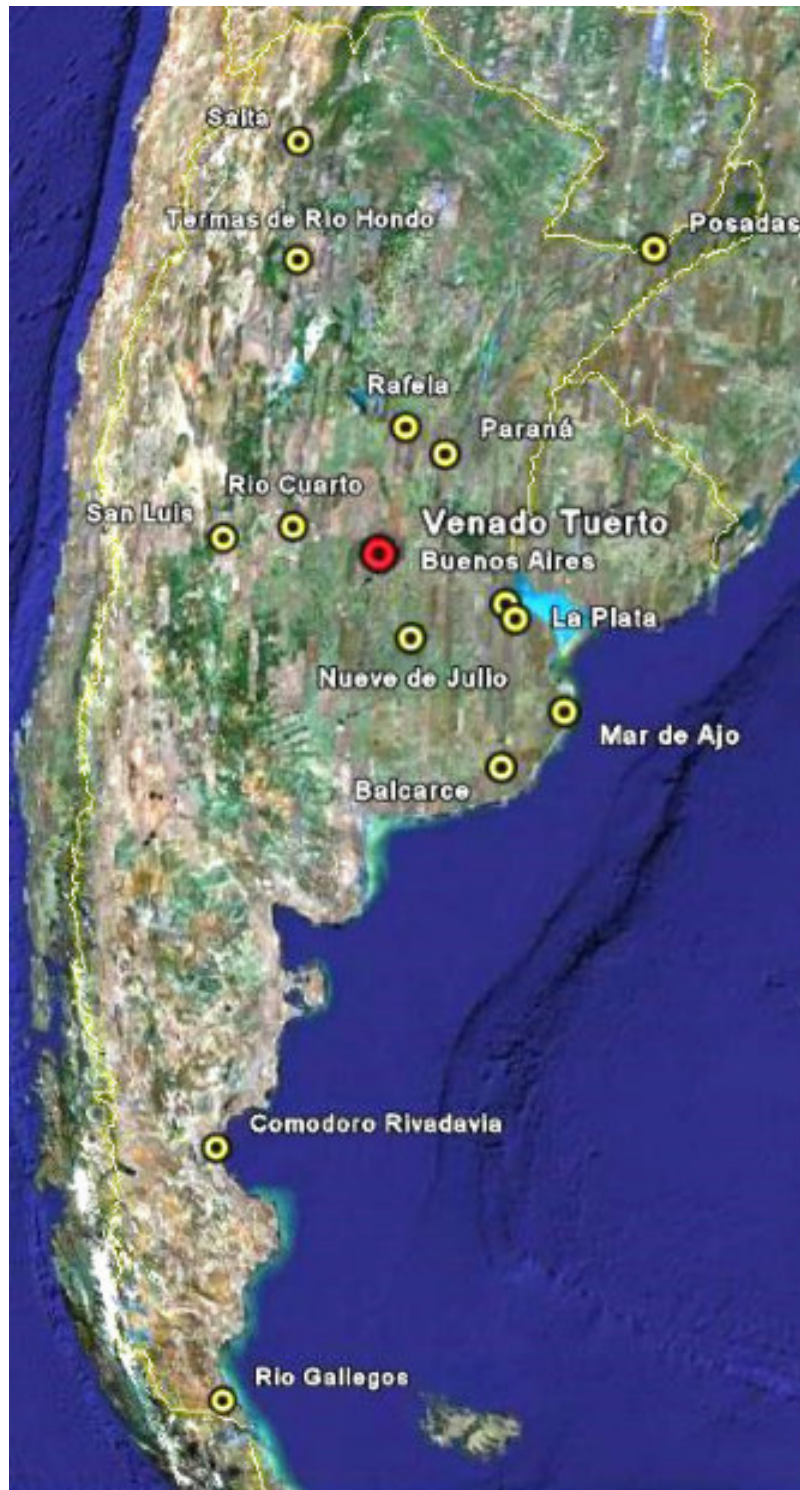 Salta
Termas de Rio Hondo
Posadas
Rafela
Paraná
Rio Cuarto
San Luis
Venado Tuerto
Buenos Aires
La Plata
Nueve de Julio
Mar de Ajo
Balcarce
Comodoro Rivadavia
Rio Gallegos